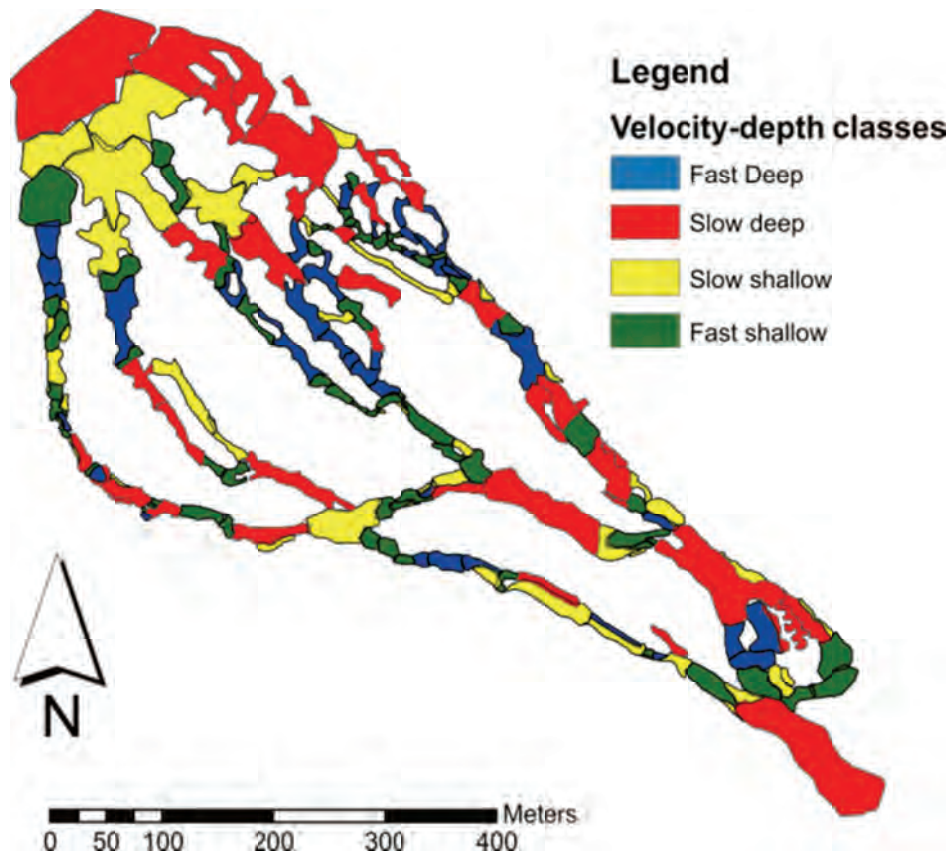 Legend
Velocity-depth classes
Fast Deep
Slow deep
Slow shallow
Fast shallow
N
Meters
0 50 100 200 300 400